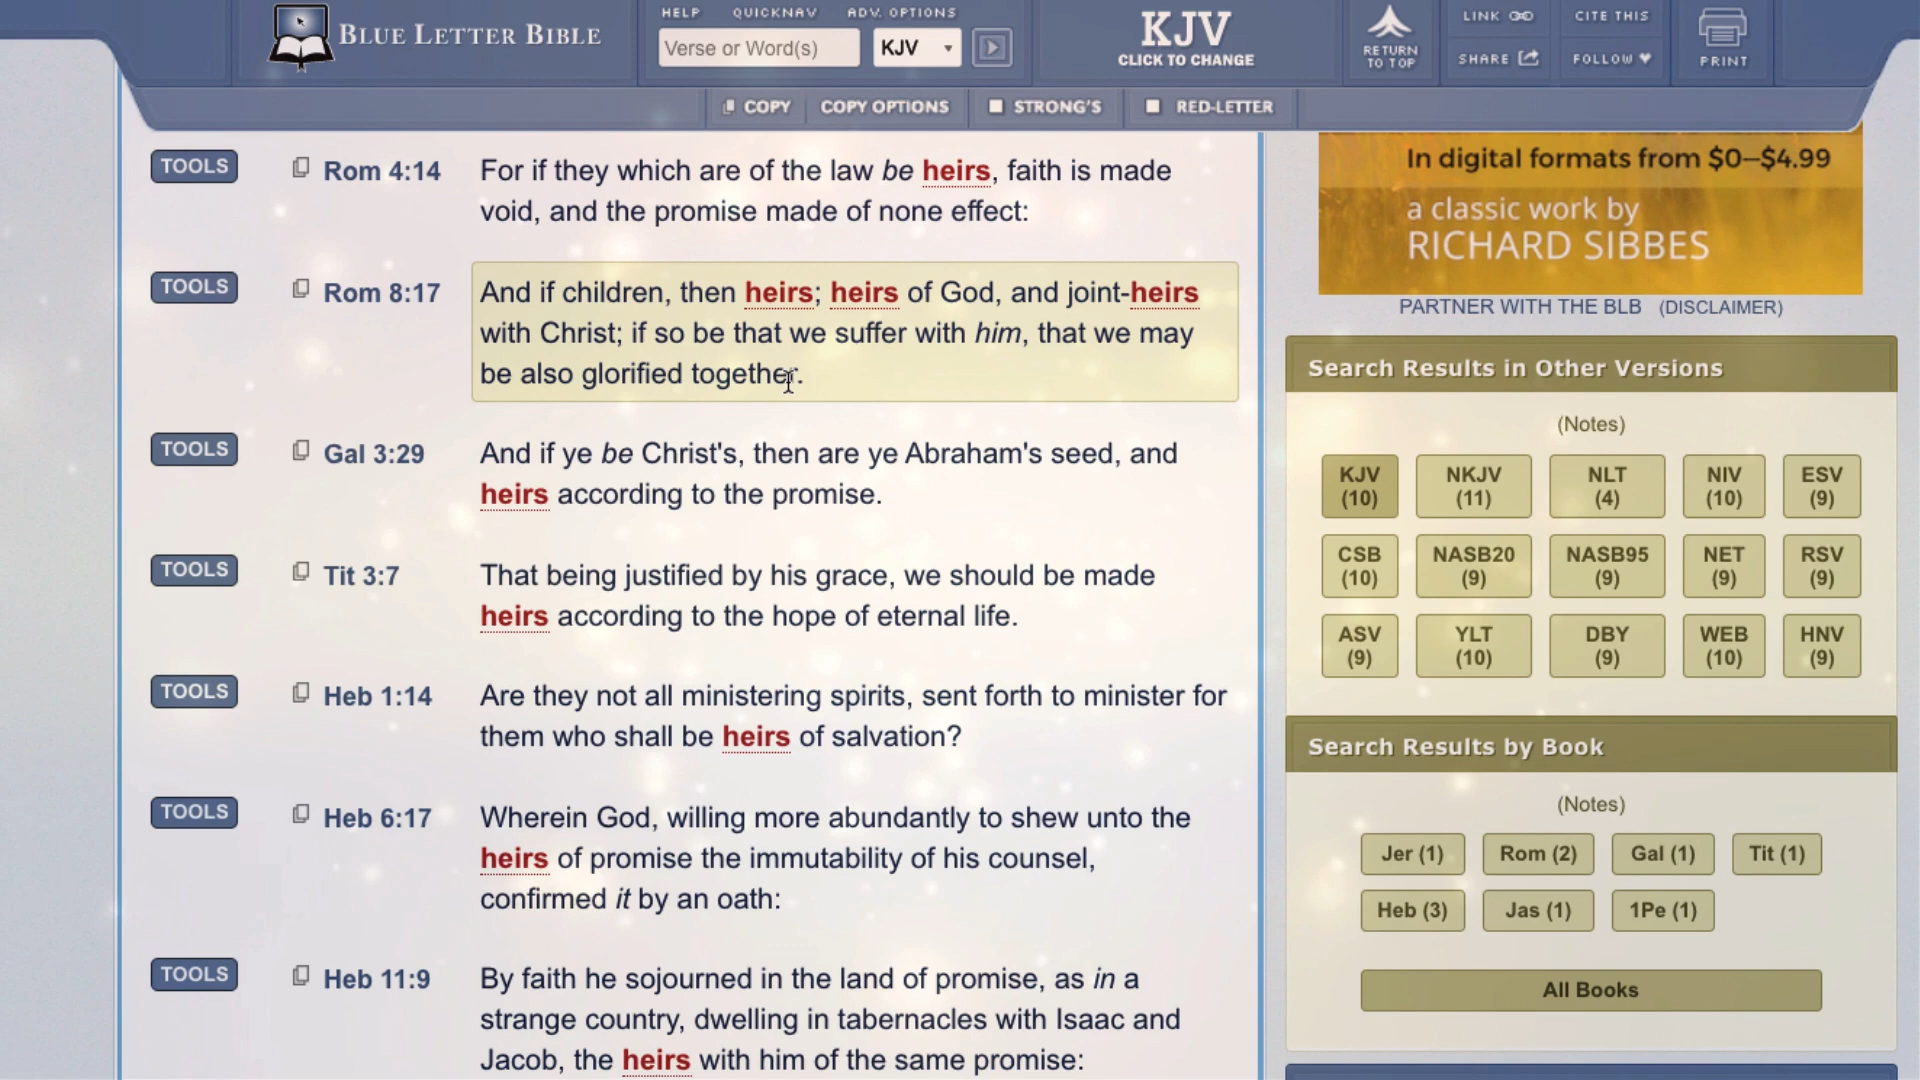 HELP QUICKNAV ADV. OPTIONS
BLUE LETTER BIBLE
Verse or Word(s) KJV
KJV
CLICK TO CHANGE
RETURN
TO TOP
LINK CITE THIS
SHARE FOLLOW
PRINT
COPY COPY OPTIONS STRONG'S RED-LETTER
TOOLS Rom 4:14 For if they which are of the law be heirs, faith is made
void, and the promise made of none effect:
TOOLS Rom 8:17 And if children, then heirs; heirs of God, and joint-heirs
with Christ; if so be that we suffer with him, that we may
be also glorified together.
TOOLS Gal 3:29 And if ye be Christ's, then are ye Abraham's seed, and
heirs according to the promise.
TOOLS Tit 3:7 That being justified by his grace, we should be made
heirs according to the hope of eternal life.
TOOLS Heb 1:14 Are they not all ministering spirits, sent forth to minister for
them who shall be heirs of salvation?
TOOLS Heb 6:17 Wherein God, willing more abundantly to shew unto the
heirs of promise the immutability of his counsel,
confirmed it by an oath:
TOOLS Heb 11:9 By faith he sojourned in the land of promise, as in a
strange country, dwelling in tabernacles with Isaac and
Jacob, the heirs with him of the same promise:
In digital formats from $0–$4.99
a classic work by
RICHARD SIBBES
PARTNER WITH THE BLB (DISCLAIMER)
Search Results in Other Versions
(Notes)
KJV NKJV NLT NIV ESV
(10) (11) (4) (10) (9)
CSB NASB20 NASB95 NET RSV
(10) (9) (9) (9) (9)
ASV YLT DBY WEB HNV
(9) (10) (9) (10) (9)
Search Results by Book
(Notes)
Jer (1) Rom (2) Gal (1) Tit (1)
Heb (3) Jas (1) 1Pe (1)
All Books